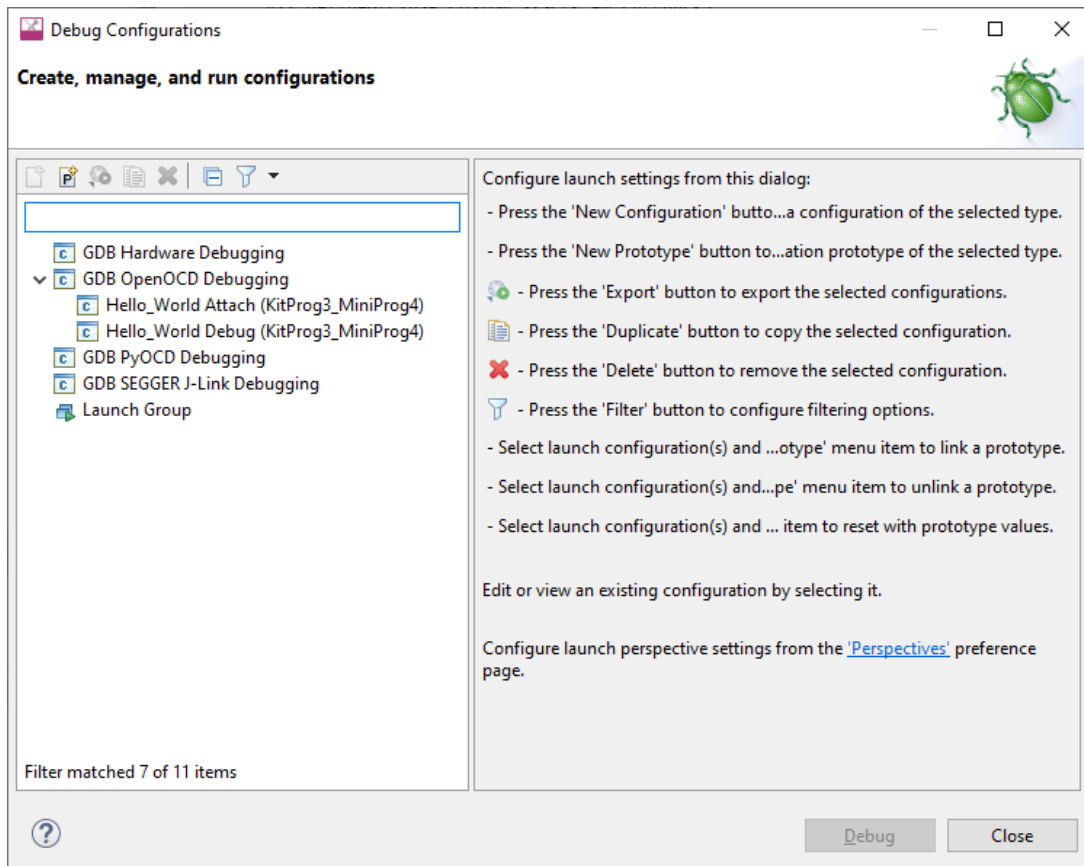 Debug Configurations
Create, manage, and run configurations
GDB Hardware Debugging
GDB OpenOCD Debugging
Hello_World Attach (KitProg3_MiniProg4)
Hello_World Debug (KitProg3_MiniProg4)
GDB PyOCD Debugging
GDB SEGGER J-Link Debugging
Launch Group
Filter matched 7 of 11 items
Configure launch settings from this dialog:
- Press the 'New Configuration' butto...a configuration of the selected type.
- Press the 'New Prototype' button to...ation prototype of the selected type.
- Press the 'Export' button to export the selected configurations.
- Press the 'Duplicate' button to copy the selected configuration.
- Press the 'Delete' button to remove the selected configuration.
- Press the 'Filter' button to configure filtering options.
- Select launch configuration(s) and ...otype' menu item to link a prototype.
- Select launch configuration(s) and...pe' menu item to unlink a prototype.
- Select launch configuration(s) and ... item to reset with prototype values.
Edit or view an existing configuration by selecting it.
Configure launch perspective settings from the 'Perspectives' preference
page.
Debug
Close